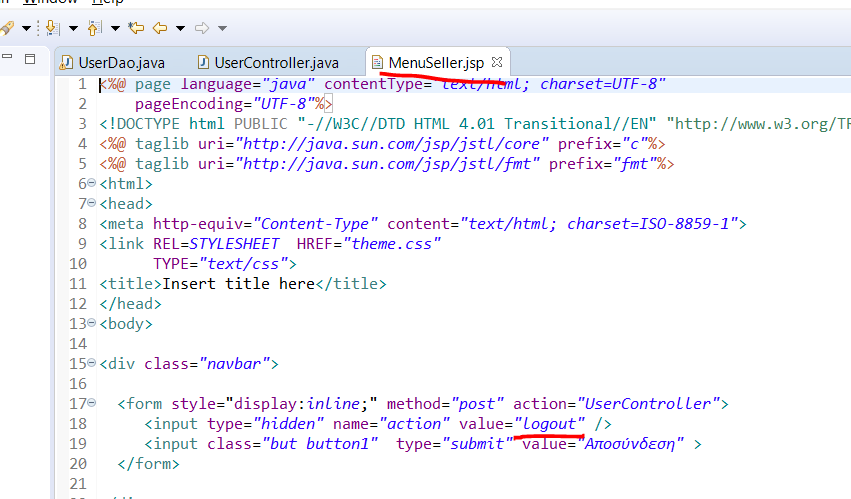 Window Help
UserDao.java UserController.java MenuSeller.jsp
1 <%@ page language="java" contentType="text/html; charset=UTF-8"
2 pageEncoding="UTF-8"%>
3 <!DOCTYPE html PUBLIC "-//W3C//DTD HTML 4.01 Transitional//EN" "http://www.w3.org/TR
4 <%@ taglib uri="http://java.sun.com/jsp/jstl/core" prefix="c"%>
5 <%@ taglib uri="http://java.sun.com/jsp/jstl/fmt" prefix="fmt"%>
6 <html>
7 <head>
8 <meta http-equiv="Content-Type" content="text/html; charset=ISO-8859-1">
9 <link REL=STYLESHEET HREF="theme.css"
10 TYPE="text/css">
11 <title>Insert title here</title>
12 </head>
13 <body>
14
15 <div class="navbar">
16
17 <form style="display:inline;" method="post" action="UserController">
18 <input type="hidden" name="action" value="logout" />
19 <input class="but button1" type="submit" value="Αποσύνδεση" >
20 </form>
21